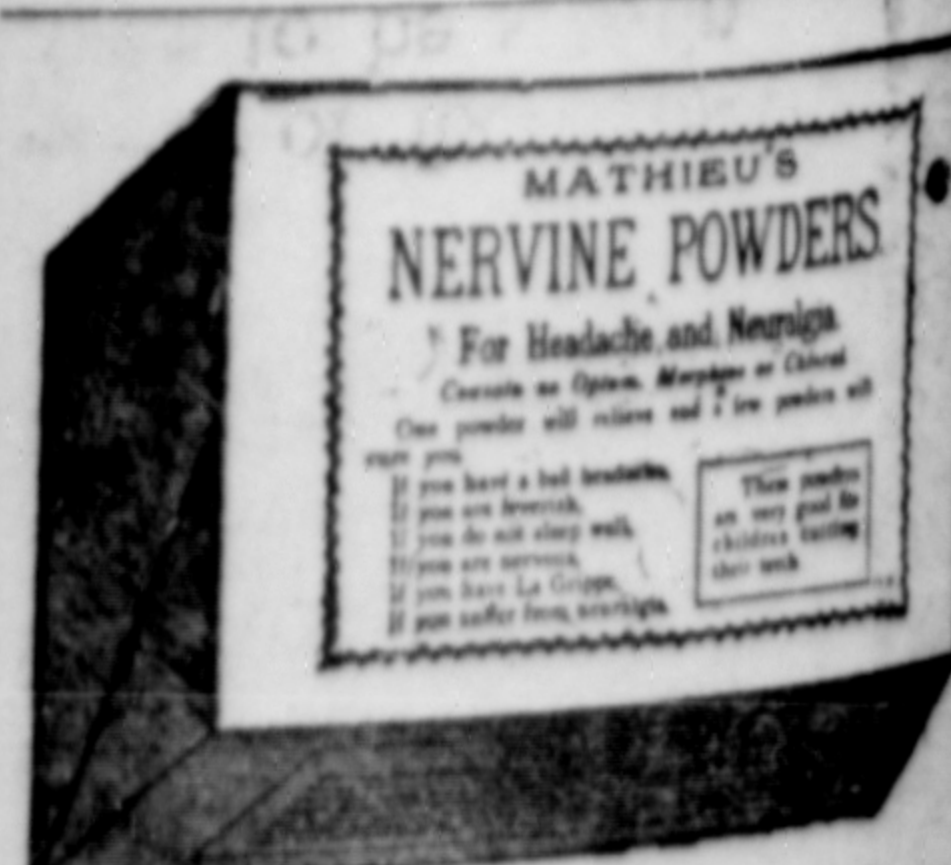 MATHIEU'S
NERVINE POWDERS
For Headache and Neuralgia
Contain no Opium, Morphine or Chloral
One powder will relieve and a few powders will
cure you
If you have a bad headache,
If you are feverish,
If you do not sleep well,
If you are nervous,
If you have La Grippe,
If you suffer from neuralgia.
These powders
are very good for
children cutting
their teeth